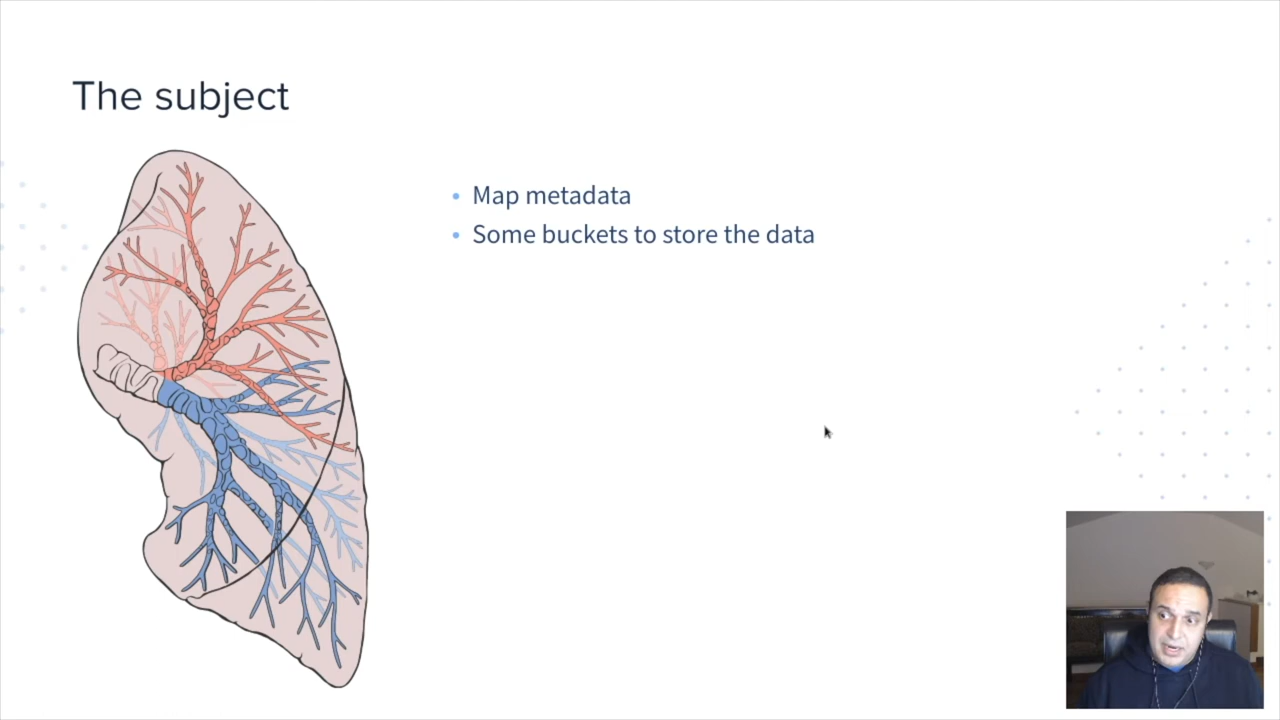 The subject
• Map metadata
• Some buckets to store the data